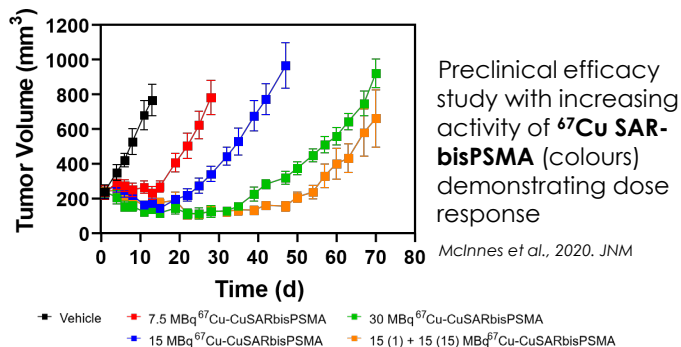 1200
1000
800
600
400
200
0
Tumor Volume (mm³)
0 10 20 30 40 50 60 70 80
Time (d)
Vehicle
7.5 MBq ⁶⁷Cu-CuSARbisPSMA
30 MBq ⁶⁷Cu-CuSARbisPSMA
15 MBq ⁶⁷Cu-CuSARbisPSMA
15 (1) + 15 (15) MBq⁶⁷Cu-CuSARbisPSMA
Preclinical efficacy
study with increasing
activity of ⁶⁷Cu SAR-
bisPSMA (colours)
demonstrating dose
response
McInnes et al., 2020. JNM